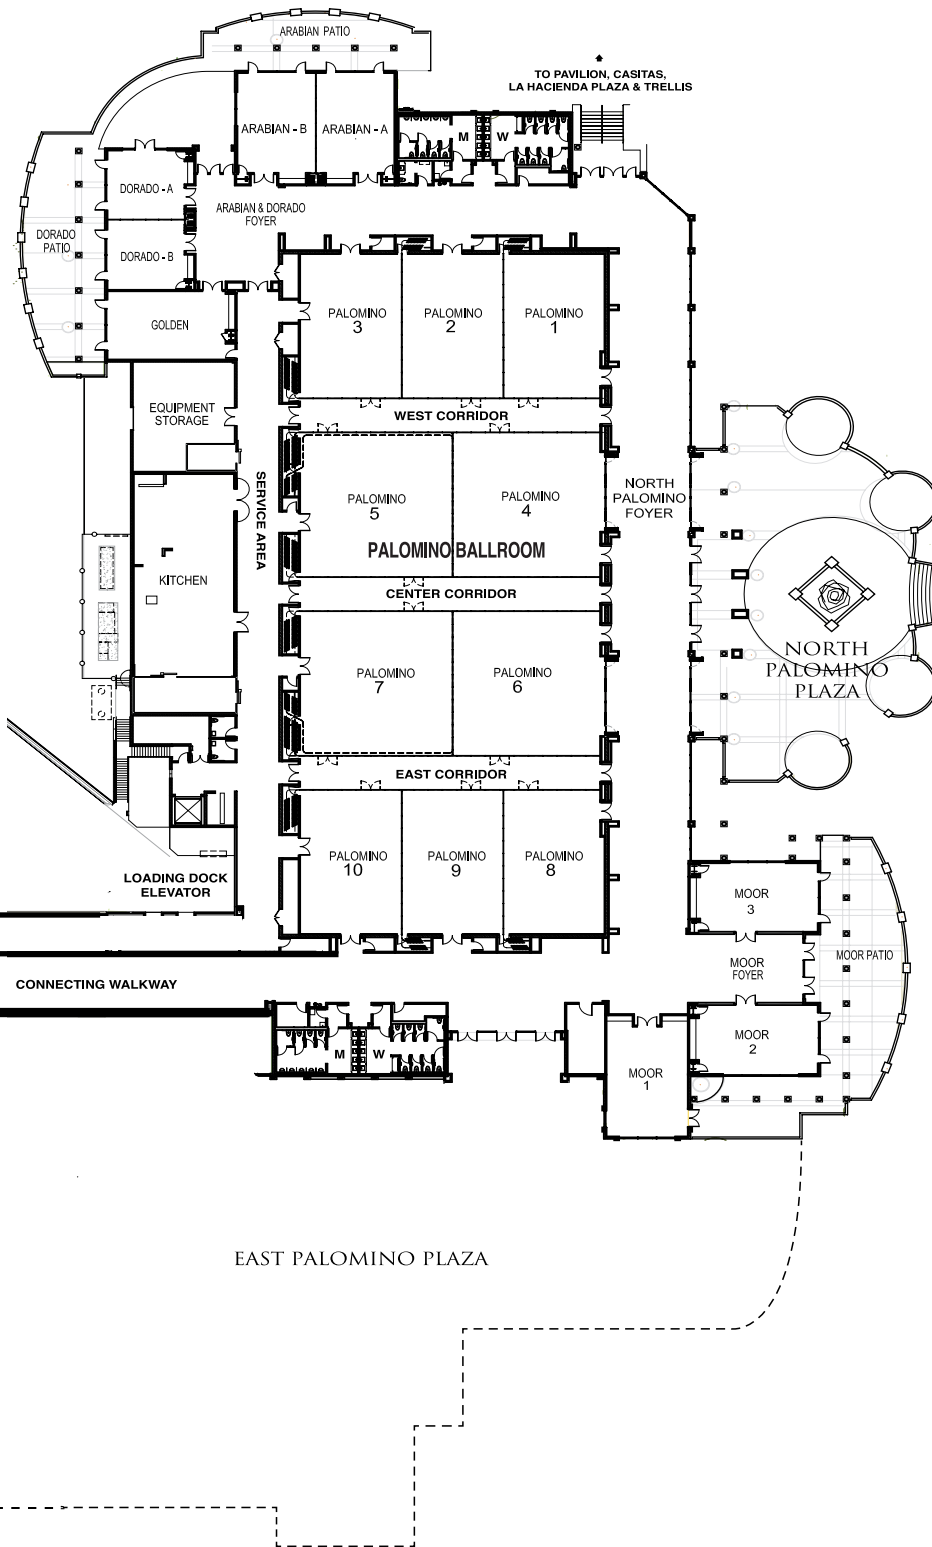 ARABIAN PATIO
TO PAVILION, CASITAS,
LA HACIENDA PLAZA & TRELLIS
ARABIAN - B
ARABIAN - A
M
W
DORADO - A
ARABIAN & DORADO
FOYER
DORADO
PATIO
DORADO - B
GOLDEN
PALOMINO
3
PALOMINO
2
PALOMINO
1
EQUIPMENT
STORAGE
WEST CORRIDOR
SERVICE AREA
PALOMINO
5
PALOMINO
4
NORTH
PALOMINO
FOYER
PALOMINO BALLROOM
KITCHEN
CENTER CORRIDOR
NORTH
PALOMINO
PLAZA
PALOMINO
7
PALOMINO
6
EAST CORRIDOR
PALOMINO
10
PALOMINO
9
PALOMINO
8
LOADING DOCK
ELEVATOR
MOOR
3
MOOR
FOYER
MOOR PATIO
CONNECTING WALKWAY
M
W
MOOR
2
MOOR
1
EAST PALOMINO PLAZA